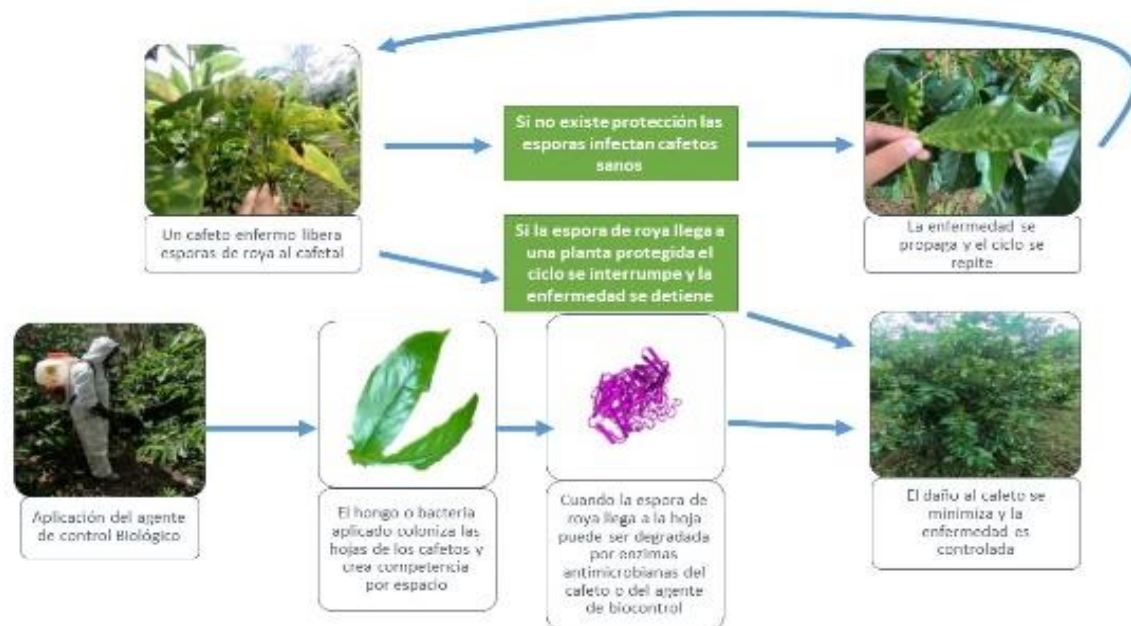 Si no existe protección las
esporas infectan cafetos
sanos
Un cafeto enfermo libera
esporas de roya al cafetal
Si la espora de roya llega a
una planta protegida el
ciclo se interrumpe y la
enfermedad se detiene
La enfermedad se
propaga y el ciclo se
repite
Aplicación del agente
de control Biológico
El hongo o bacteria
aplicado coloniza las
hojas de los cafetos y
crea competencia
por espacio
Cuando la espora de
roya llega a la hoja
puede ser degradada
por enzimas
antimicrobianas del
cafeto o del agente
de biocontrol
El daño al cafeto se
minimiza y la
enfermedad es
controlada